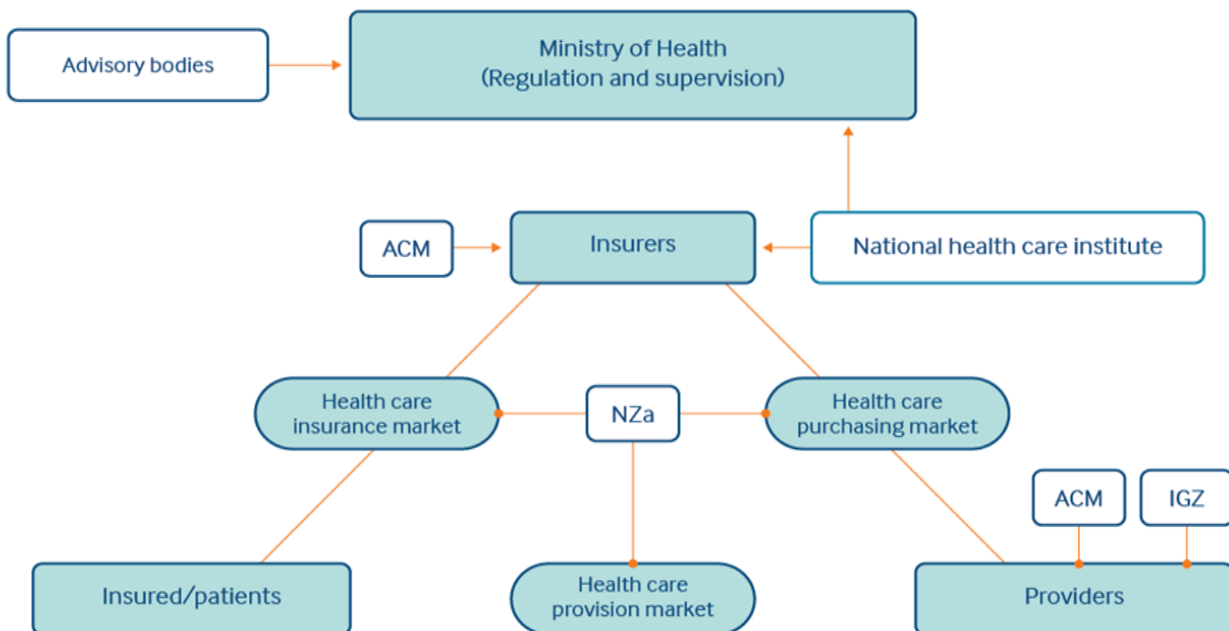 Advisory bodies
Ministry of Health
(Regulation and supervision)
ACM
Insurers
National health care institute
Health care
insurance market
NZa
Health care
purchasing market
ACM
IGZ
Insured/patients
Health care
provision market
Providers